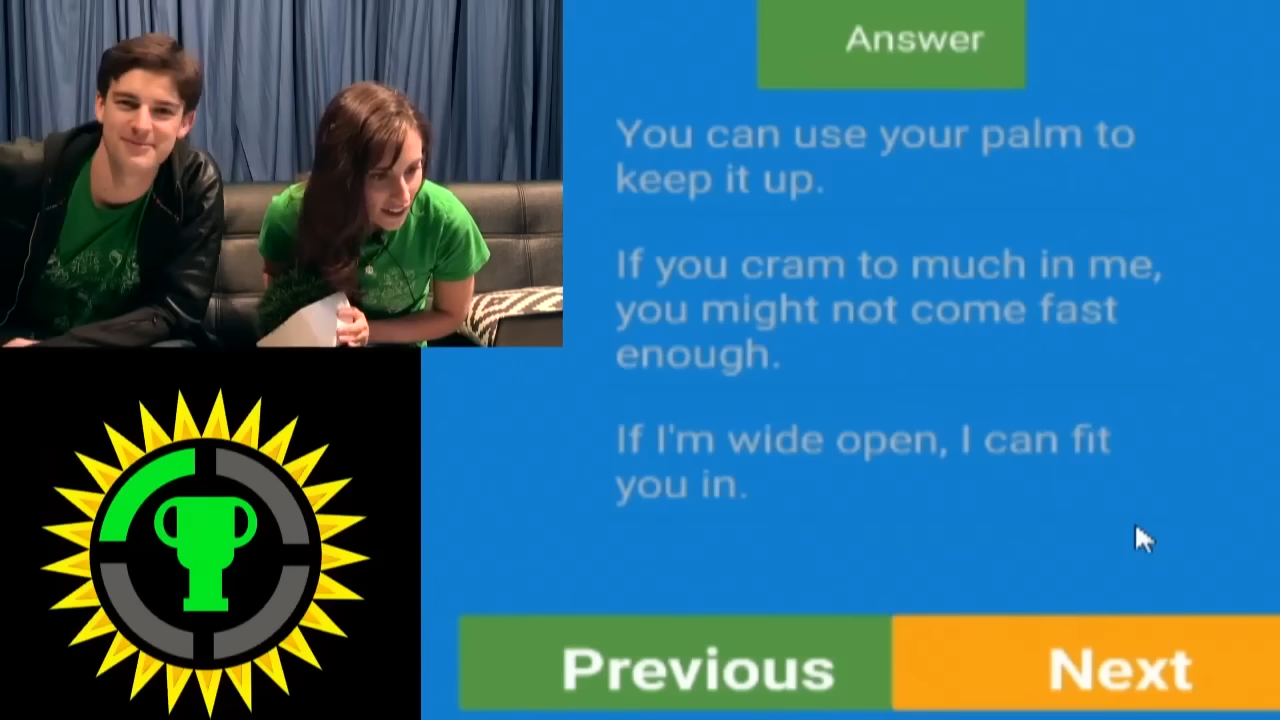 Answer
You can use your palm to
keep it up.
If you cram to much in me,
you might not come fast
enough.
If I'm wide open, I can fit
you in.
Previous
Next